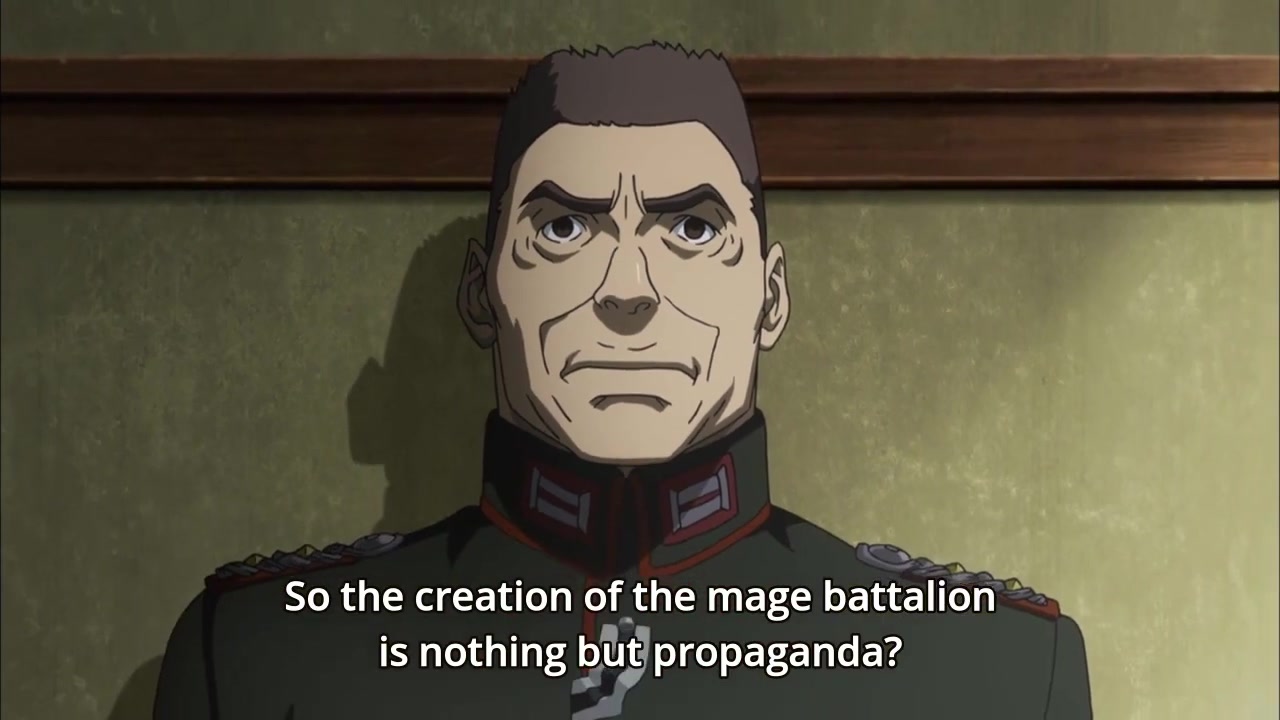 So the creation of the mage battalion
is nothing but propaganda?